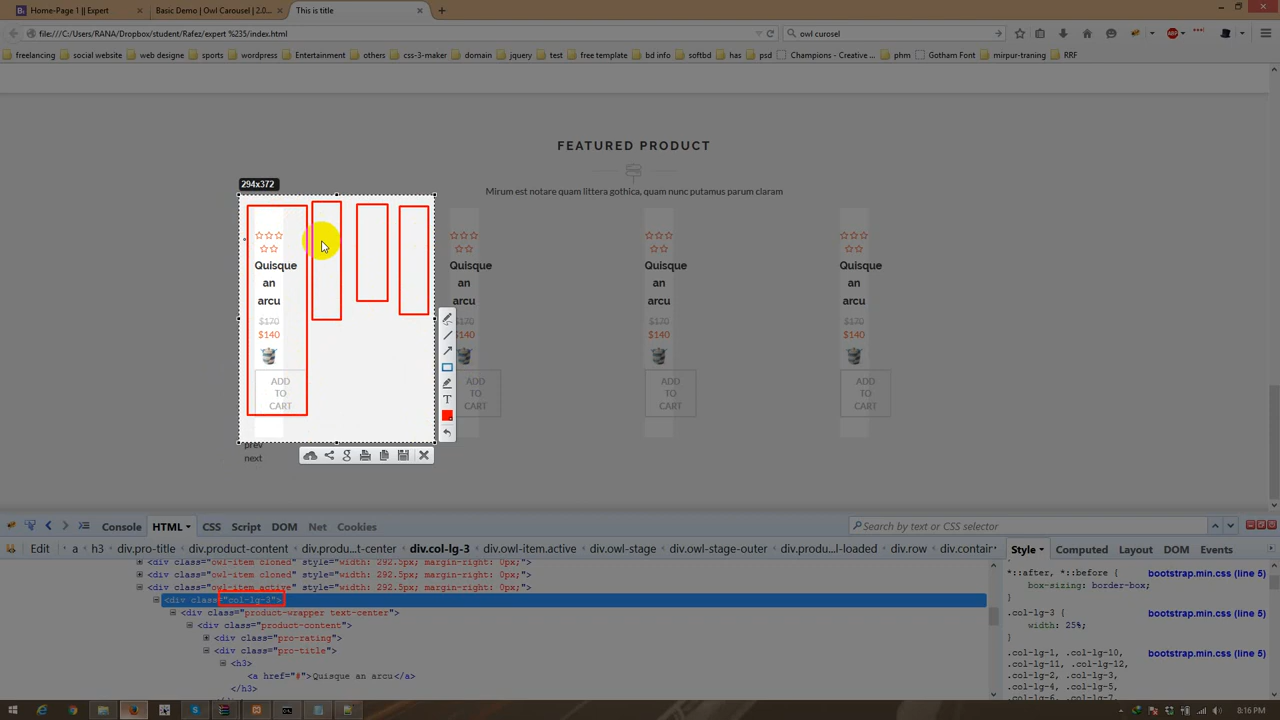 Home-Page 1 || Expert
Basic Demo | Owl Carousel | 2.0...
This is title
file:///C:/Users/RANA/Dropbox/student/Rafez/expert %235/index.html
owl curosel
freelancing
social website
web designe
sports
wordpress
Entertainment
others
css-3-maker
domain
jquery
test
free template
bd info
softbd
has
psd
Champions - Creative ...
phm
Gotham Font
mirpur-traning
RRF
FEATURED PRODUCT
Mirum est notare quam littera gothica, quam nunc putamus parum claram
294x372
Quisque
an
arcu
$170
$140
ADD
TO
CART
Quisque
an
arcu
$170
$140
ADD
TO
CART
Quisque
an
arcu
$170
$140
ADD
TO
CART
Quisque
an
arcu
$170
$140
ADD
TO
CART
prev
next
Console
HTML
CSS
Script
DOM
Net
Cookies
Search by text or CSS selector
Edit
a
h3
div.pro-title
div.product-content
div.produ...t-center
div.col-lg-3
div.owl-item.active
div.owl-stage
div.owl-stage-outer
div.produ...l-loaded
div.row
div.contair
Style
Computed
Layout
DOM
Events
<div class="owl-item cloned" style="width: 292.5px; margin-right: 0px;">
<div class="owl-item cloned" style="width: 292.5px; margin-right: 0px;">
<div class="owl-item active" style="width: 292.5px; margin-right: 0px;">
<div class="col-lg-3">
<div class="product-wrapper text-center">
<div class="product-content">
<div class="pro-rating">
<div class="pro-title">
<h3>
<a href="#">Quisque an arcu</a>
</h3>
*::after, *::before {
bootstrap.min.css (line 5)
box-sizing: border-box;
}
.col-lg-3 {
bootstrap.min.css (line 5)
width: 25%;
}
.col-lg-1, .col-lg-10,
bootstrap.min.css (line 5)
.col-lg-11, .col-lg-12,
.col-lg-2, .col-lg-3,
.col-lg-4, .col-lg-5,
.col-lg-6, .col-lg-7,
8:16 PM